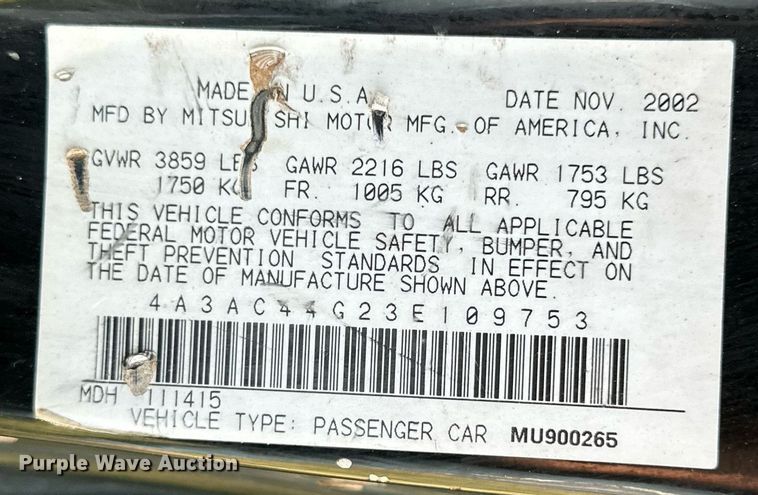 MADE IN U.S.A. DATE NOV. 2002
MFD BY MITSU SHI MOTOR MFG. OF AMERICA, INC.
GVWR 3859 LBS GAWR 2216 LBS GAWR 1753 LBS
1750 KG FR. 1005 KG RR. 795 KG
THIS VEHICLE CONFORMS TO ALL APPLICABLE
FEDERAL MOTOR VEHICLE SAFETY, BUMPER, AND
THEFT PREVENTION STANDARDS IN EFFECT ON
THE DATE OF MANUFACTURE SHOWN ABOVE.
4A3AC44G23E109753
MDH 111415
VEHICLE TYPE: PASSENGER CAR MU900265
Purple Wave Auction